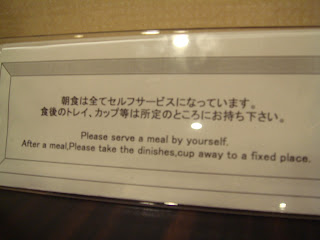 朝食は全てセルフサービスになっています。
食後のトレイ、カップ等は所定のところにお持ち下さい。
Please serve a meal by yourself.
After a meal,Please take the dinishes,cup away to a fixed place.